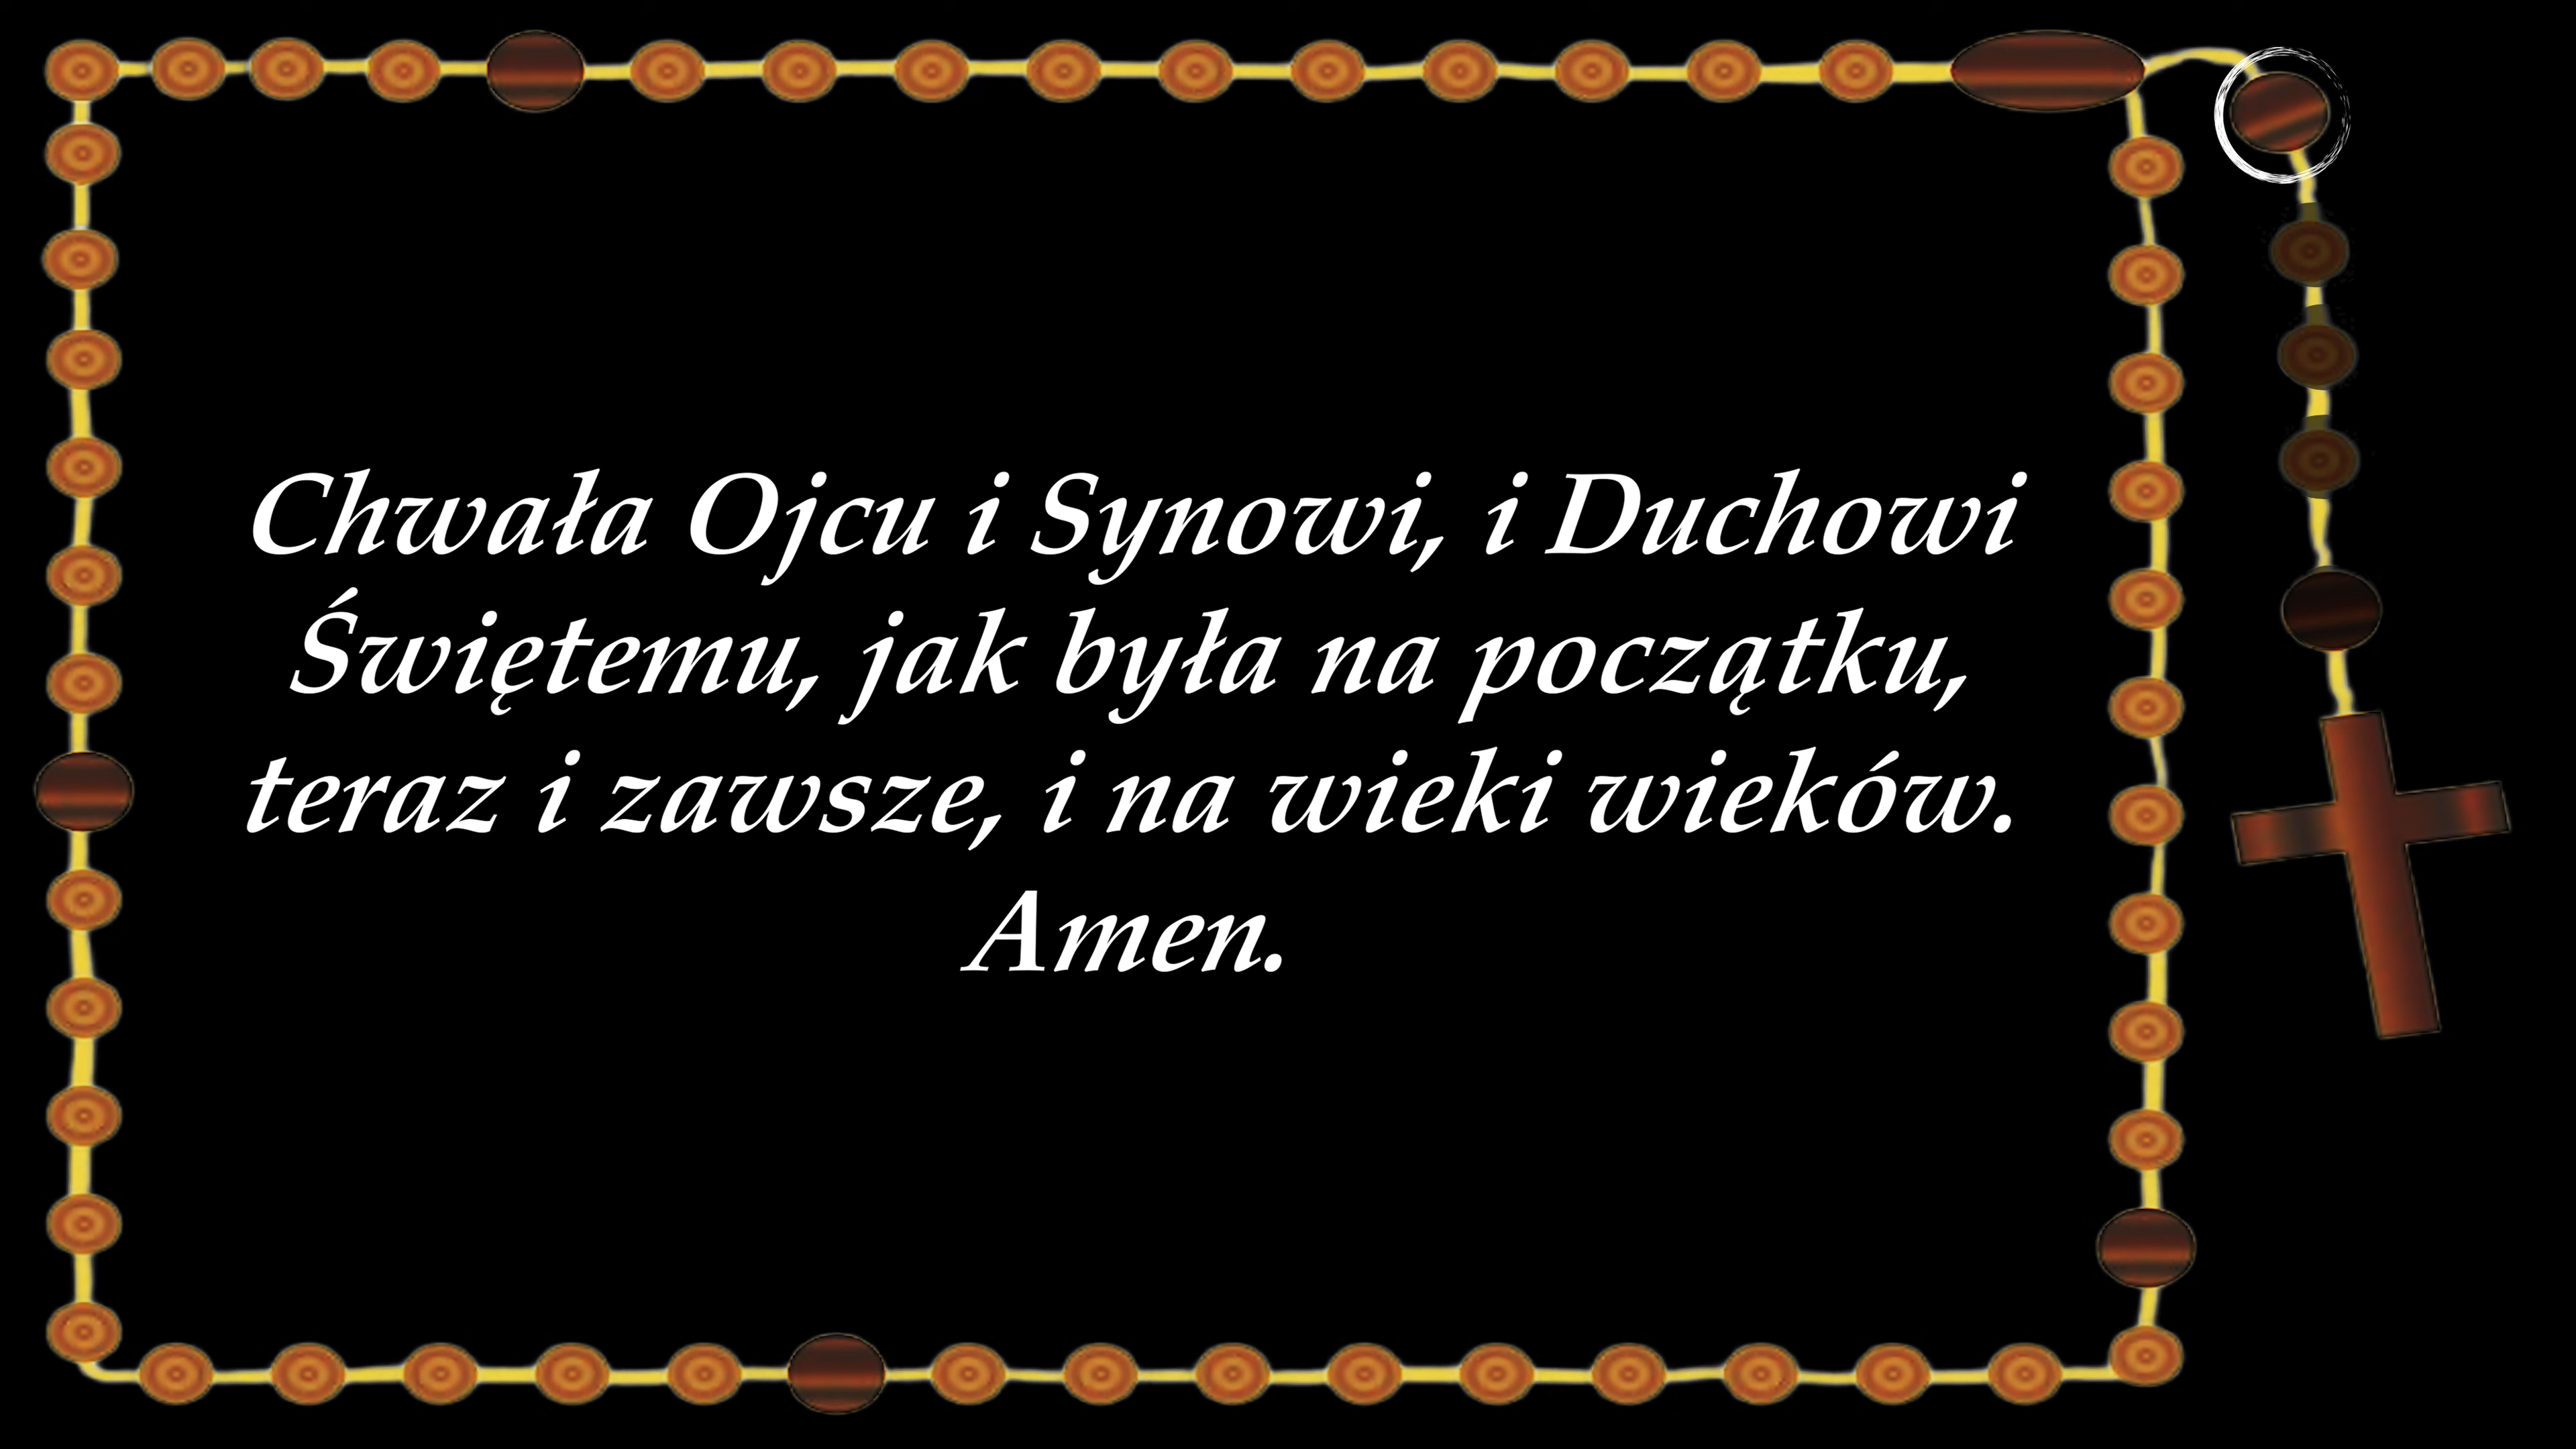 Chwała Ojcu i Synowi, i Duchowi
Świętemu, jak była na początku,
teraz i zawsze, i na wieki wieków.
Amen.